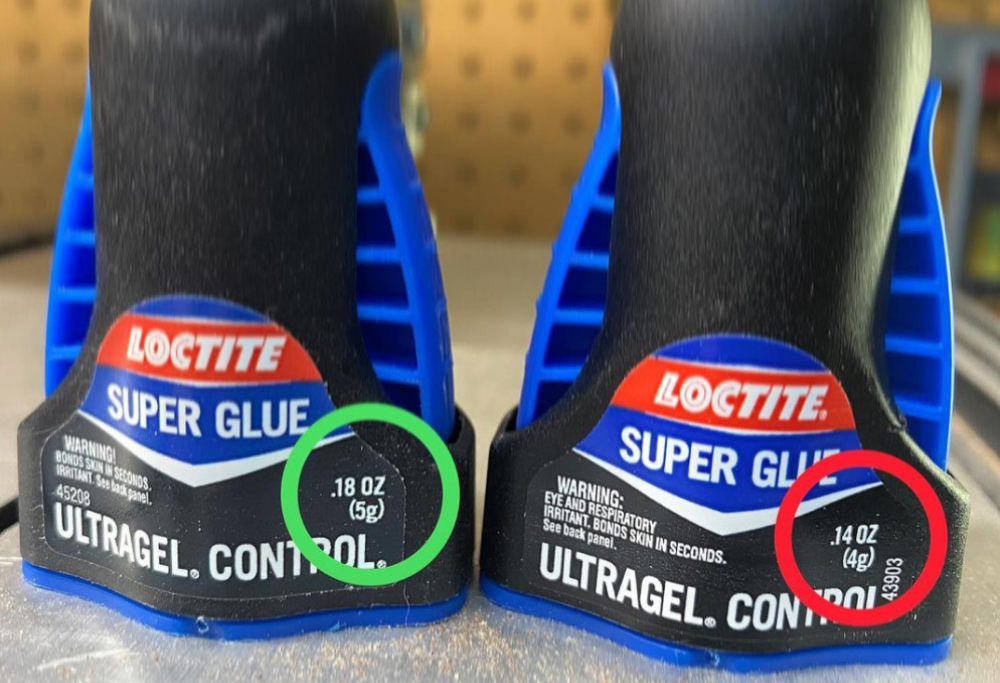 LOCTITE
SUPER GLUE
WARNING!
BONDS SKIN IN SECONDS.
IRRITANT. See back panel.
45208
.18 OZ
(5g)
ULTRAGEL. CONTROL.
LOCTITE.
SUPER GLUE
WARNING:
EYE AND RESPIRATORY
IRRITANT. BONDS SKIN IN SECONDS.
See back panel.
.14 OZ
(4g)
43903
ULTRAGEL® CONTROL